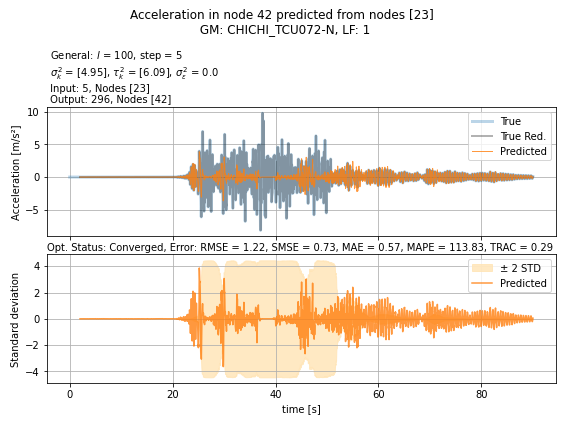 Acceleration in node 42 predicted from nodes [23]
GM: CHICHI_TCU072-N, LF: 1
General: l = 100, step = 5
σ²ₖ = [4.95], τ²ₖ = [6.09], σ²ε = 0.0
Input: 5, Nodes [23]
Output: 296, Nodes [42]
Acceleration [m/s²]
10
5
0
−5
True
True Red.
Predicted
Opt. Status: Converged, Error: RMSE = 1.22, SMSE = 0.73, MAE = 0.57, MAPE = 113.83, TRAC = 0.29
Standard deviation
4
2
0
−2
−4
± 2 STD
Predicted
0 20 40 60 80
time [s]